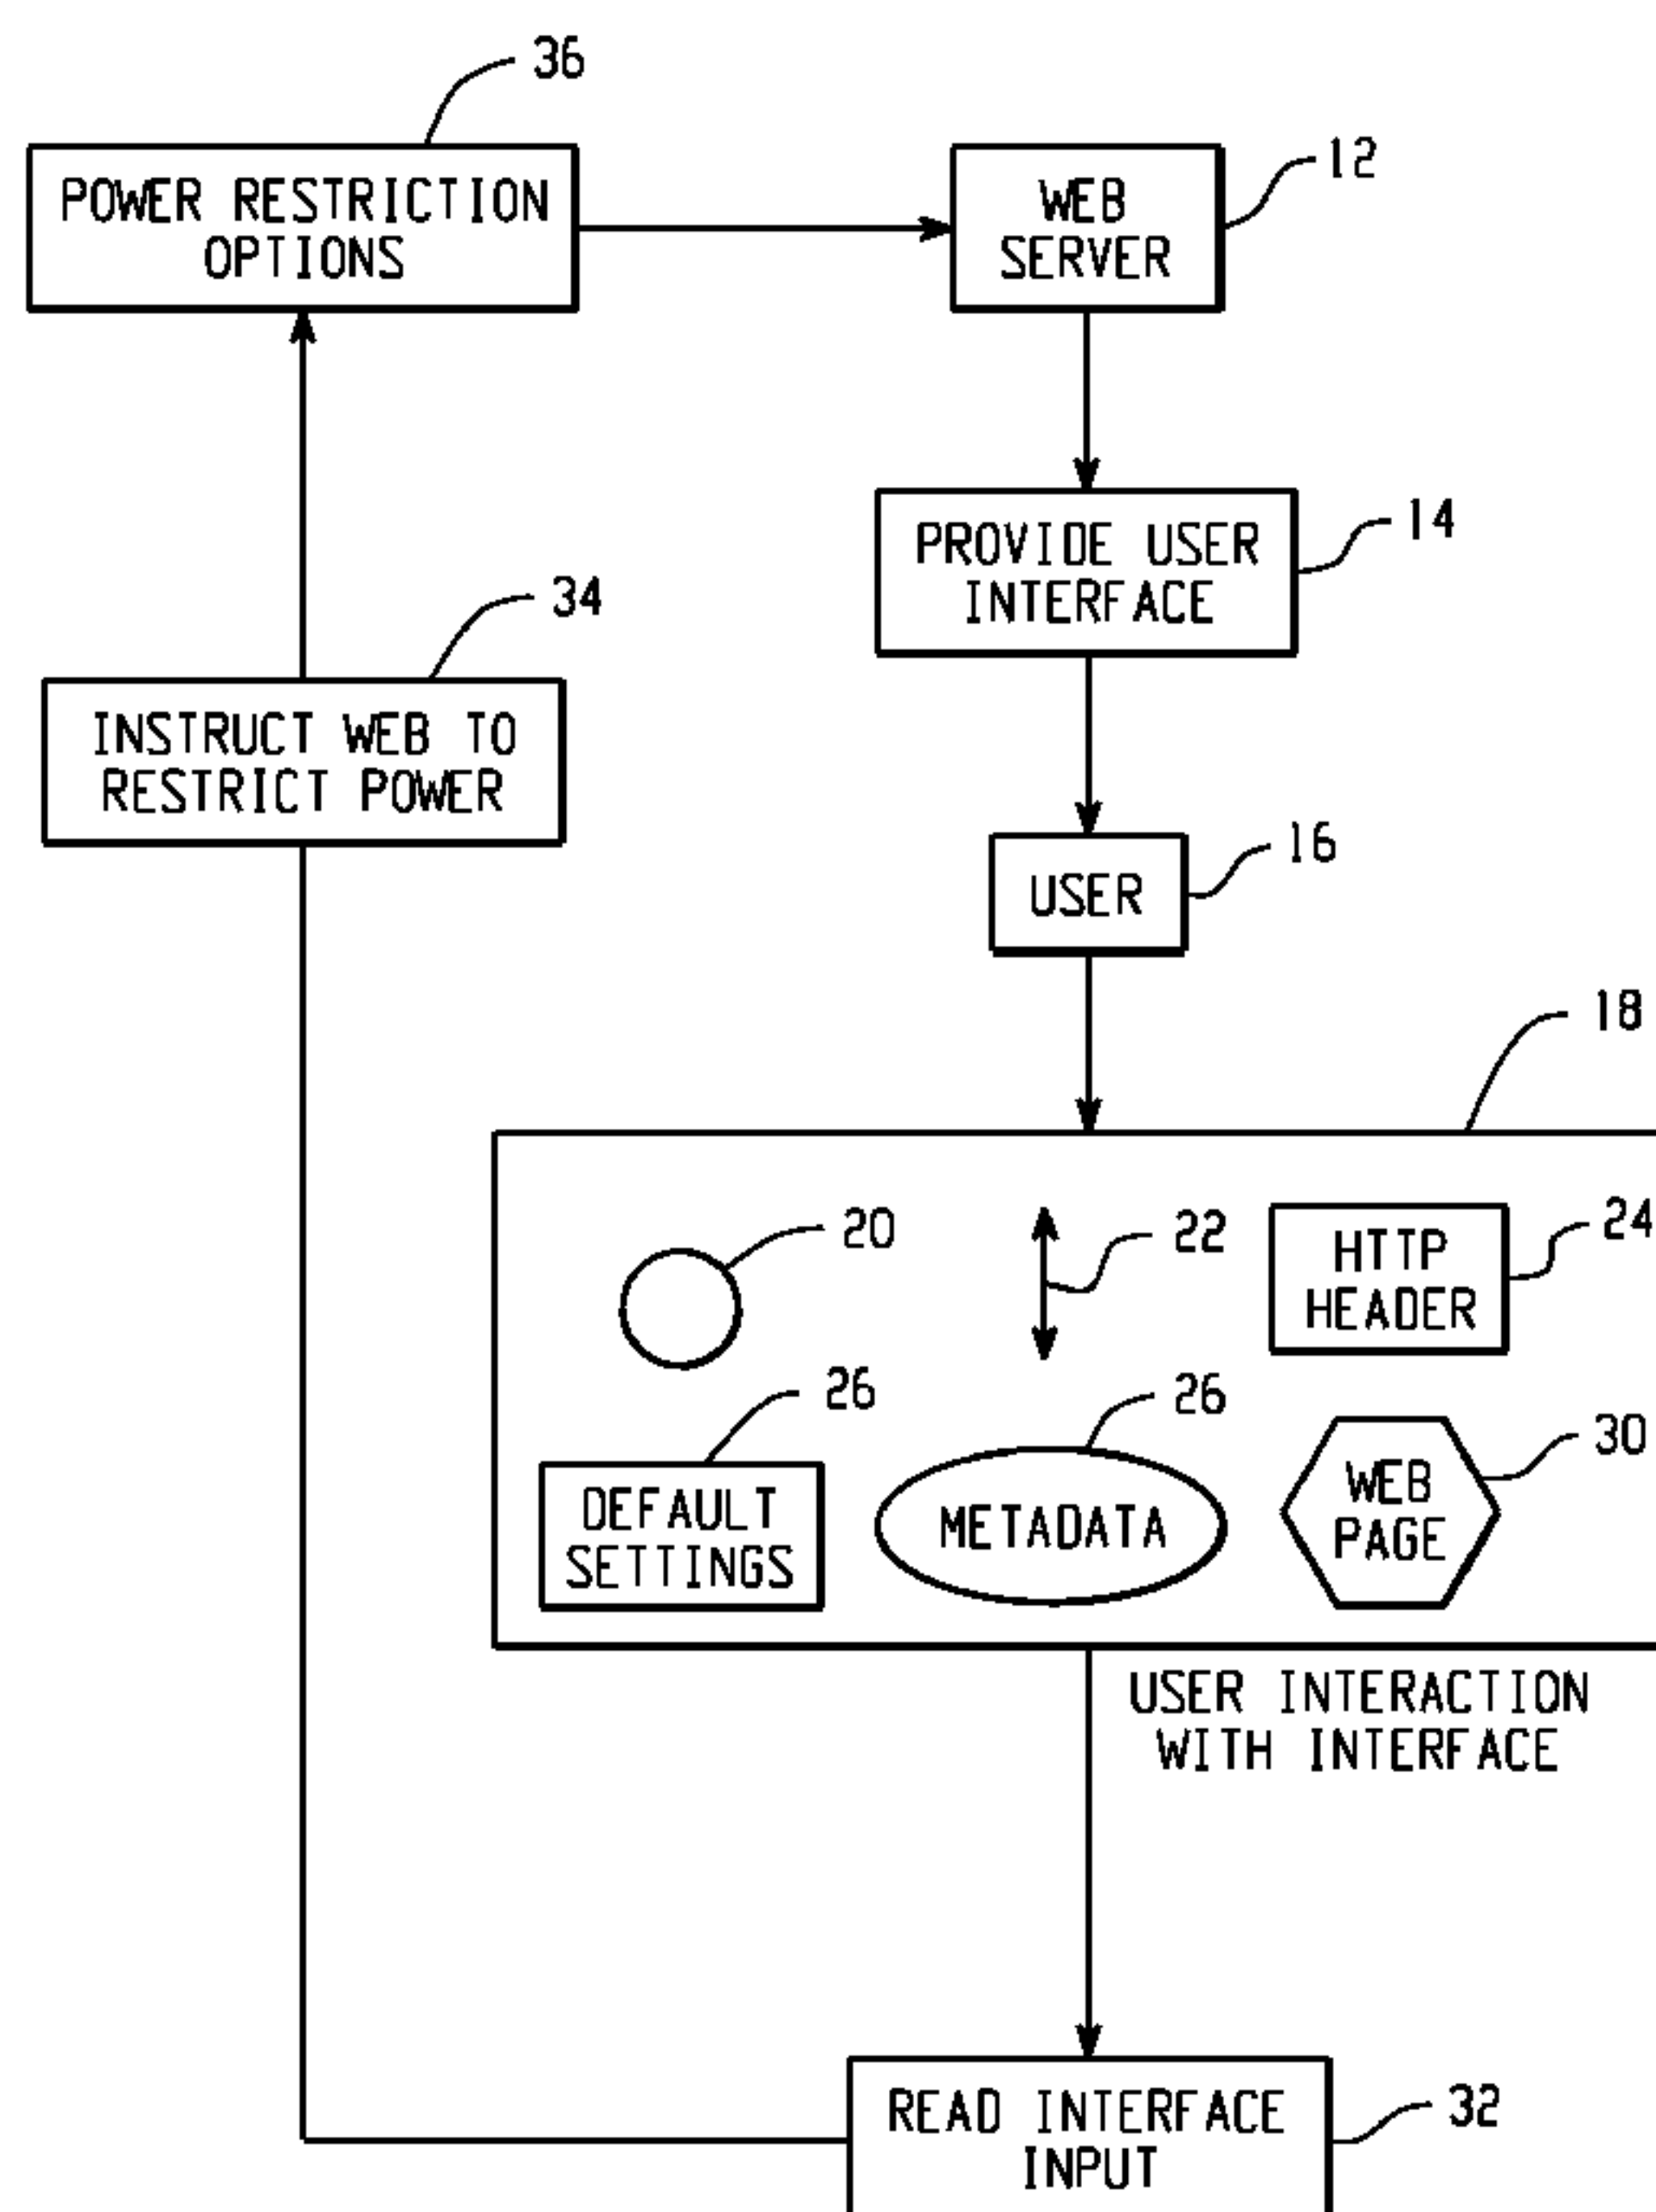 36
POWER RESTRICTION
OPTIONS
WEB
SERVER
12
PROVIDE USER
INTERFACE
14
34
INSTRUCT WEB TO
RESTRICT POWER
USER
16
18
20
22
HTTP
HEADER
24
26
DEFAULT
SETTINGS
26
METADATA
30
WEB
PAGE
USER INTERACTION
WITH INTERFACE
READ INTERFACE
INPUT
32